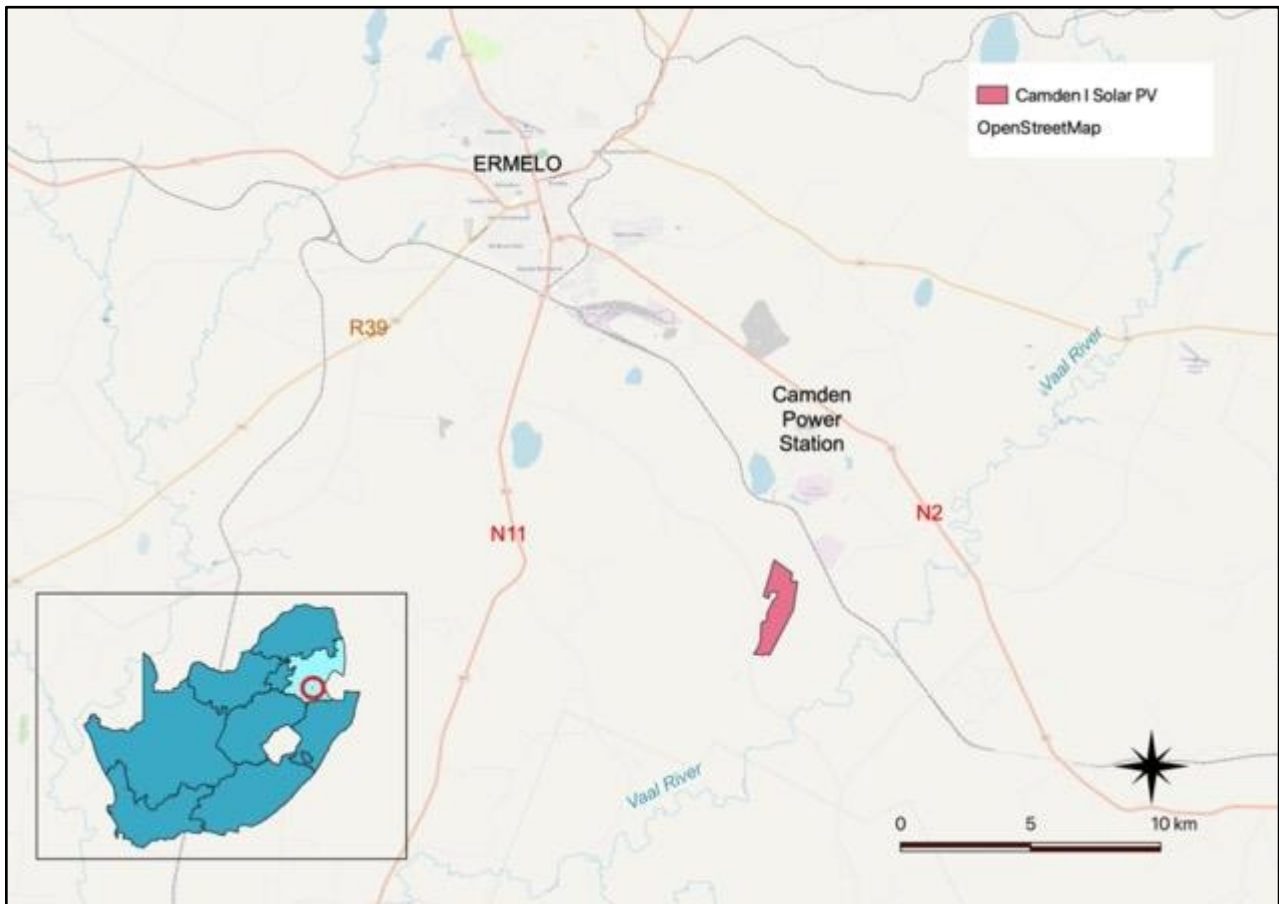 Camden I Solar PV
OpenStreetMap
ERMELO
R39
Vaal River
Camden
Power
Station
N11
N2
Vaal River
0 5 10 km